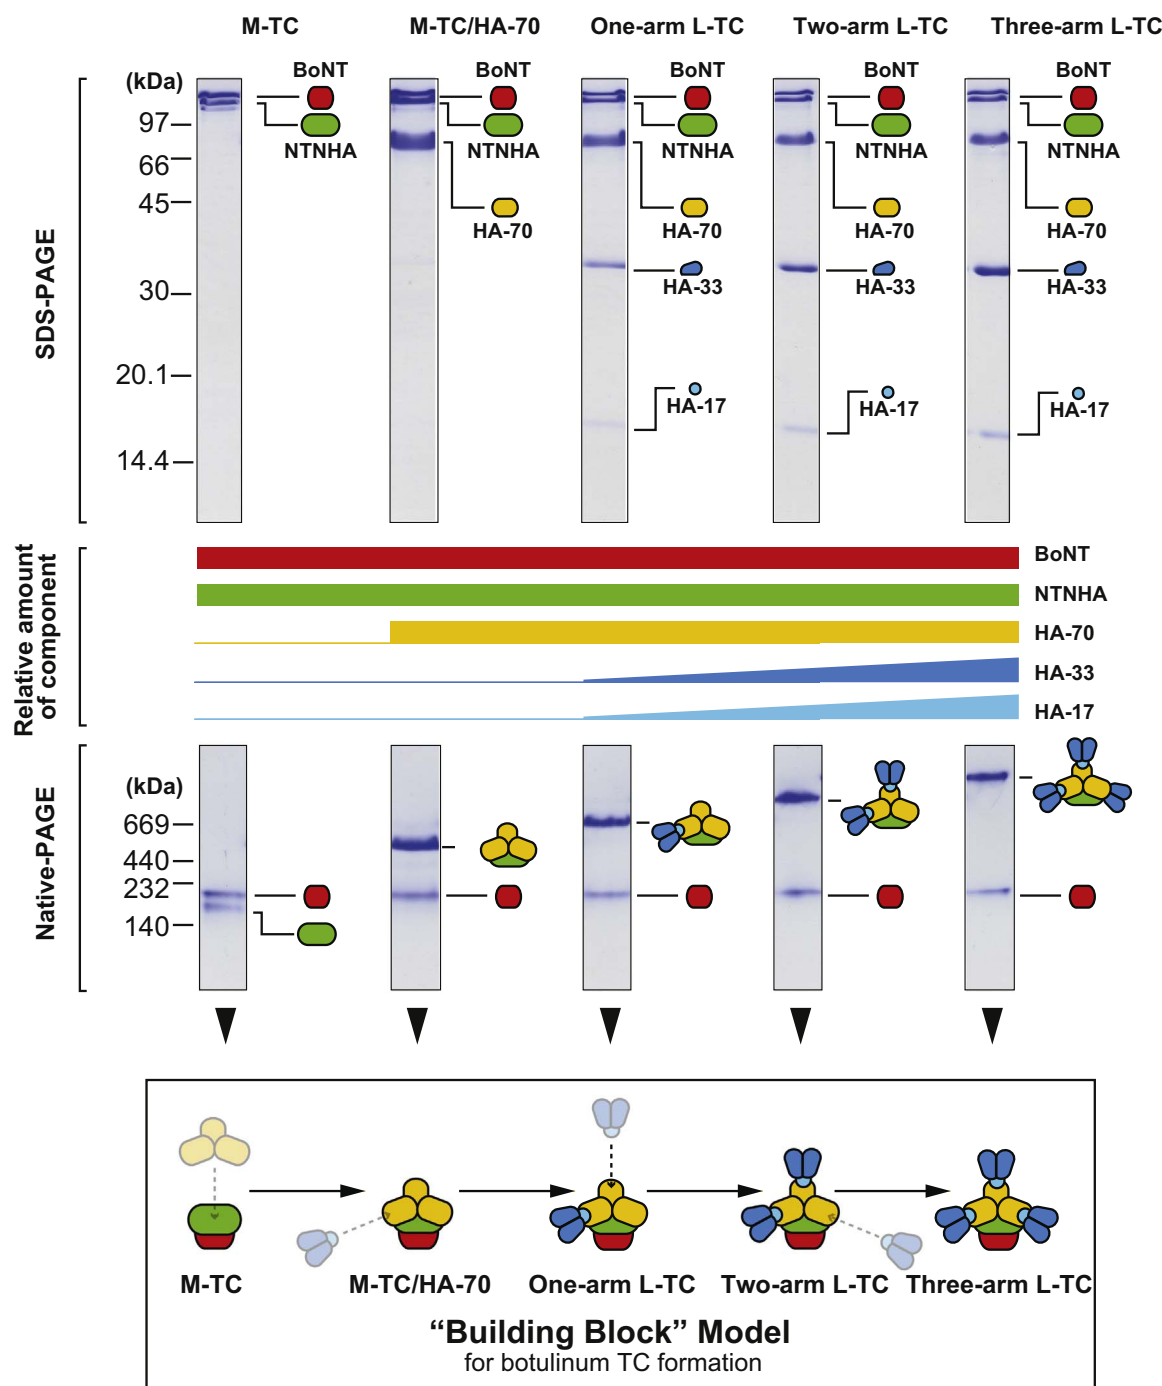 M-TC M-TC/HA-70 One-arm L-TC Two-arm L-TC Three-arm L-TC
SDS-PAGE
(kDa)
97
66
45
30
20.1
14.4
BoNT
NTNHA
BoNT
NTNHA
HA-70
BoNT
NTNHA
HA-70
HA-33
HA-17
BoNT
NTNHA
HA-70
HA-33
HA-17
BoNT
NTNHA
HA-70
HA-33
HA-17
Relative amount
of component
BoNT
NTNHA
HA-70
HA-33
HA-17
Native-PAGE
(kDa)
669
440
232
140
M-TC M-TC/HA-70 One-arm L-TC Two-arm L-TC Three-arm L-TC
“Building Block” Model
for botulinum TC formation